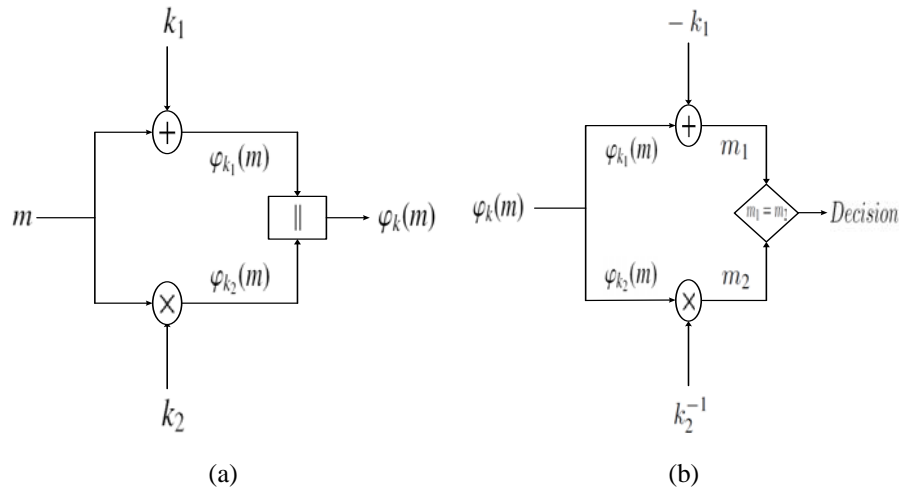 k₁
+
φₖ₁(m)
m
||
φₖ(m)
φₖ₂(m)
×
k₂
(a)
− k₁
+
φₖ₁(m)
m₁
φₖ(m)
m₁ = m₂
Decision
φₖ₂(m)
m₂
×
k₂⁻¹
(b)